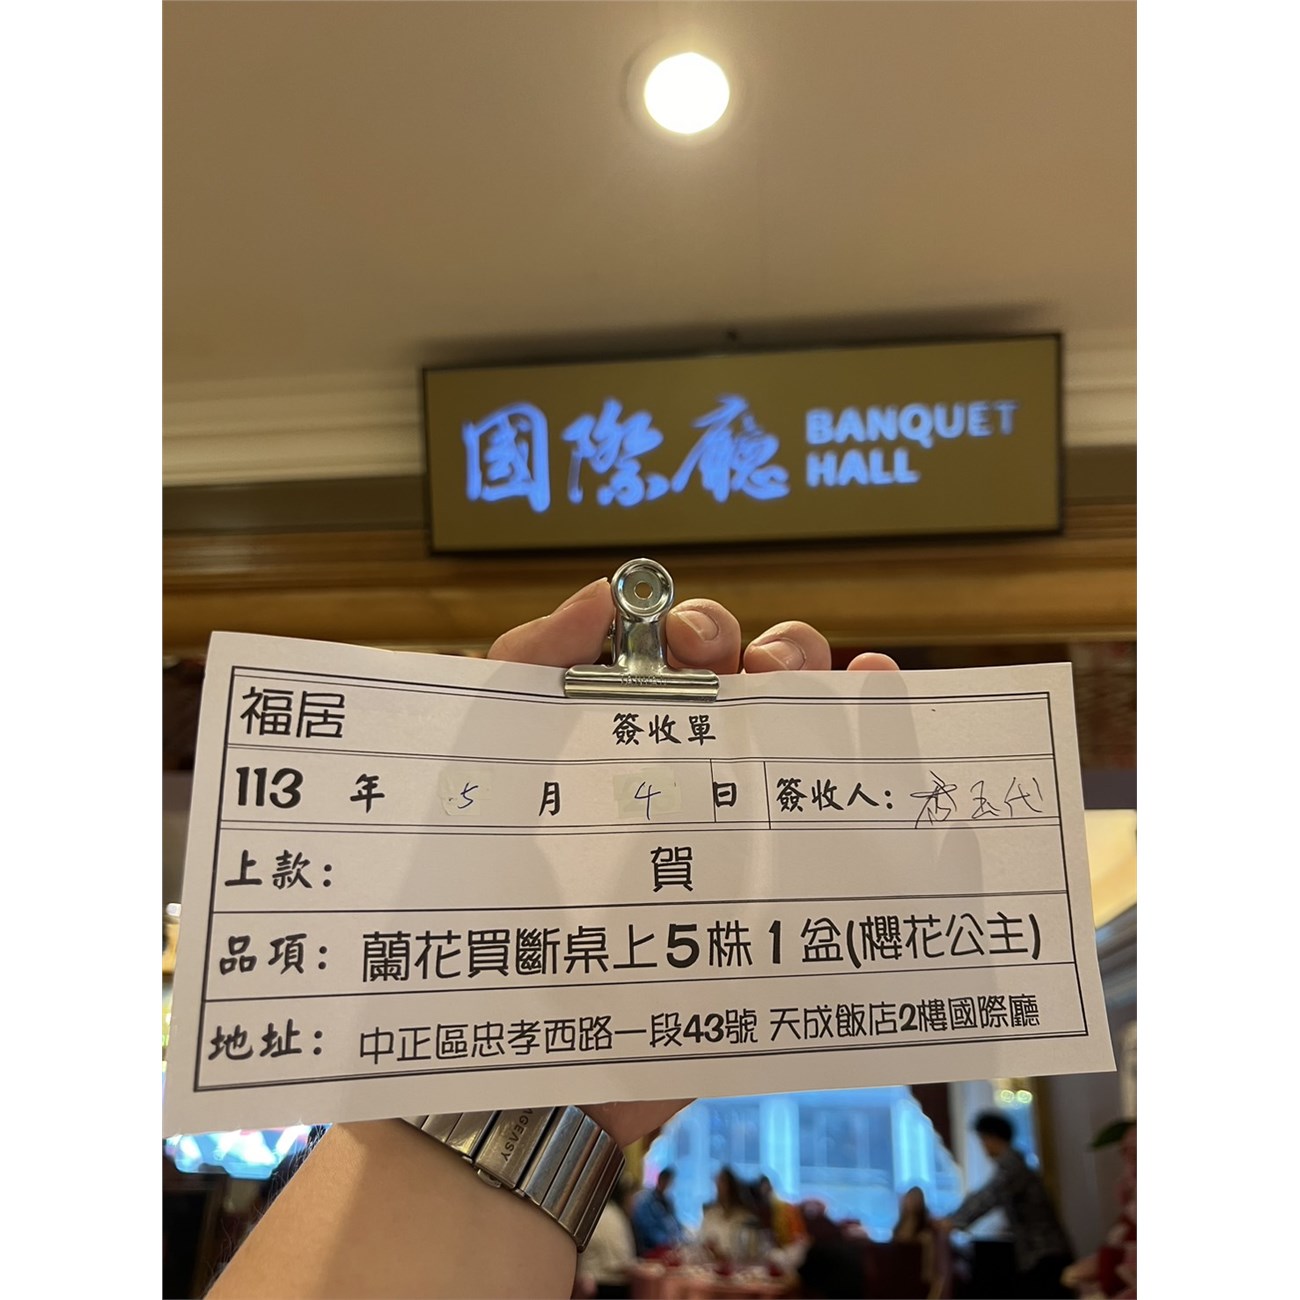 國際廳 BANQUET
HALL
福居 簽收單
113 年 5 月 4 日 簽收人:
上款: 賀
品項: 蘭花買斷桌上5株1盆(櫻花公主)
地址: 中正區忠孝西路一段43號 天成飯店2樓國際廳